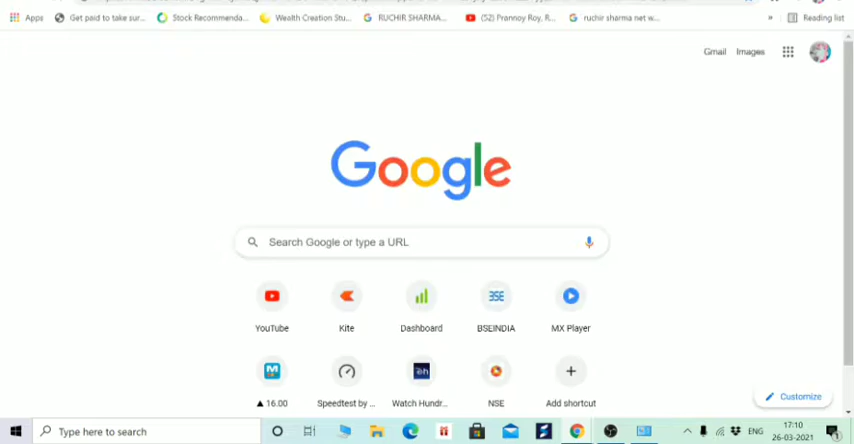 Apps Get paid to take sur... Stock Recommenda... Wealth Creation Stu... RUCHIR SHARMA... (52) Prannoy Roy, R... ruchir sharma net w... » Reading list
Gmail Images
Google
Search Google or type a URL
YouTube Kite Dashboard BSEINDIA MX Player
▲ 16.00 Speedtest by ... Watch Hundr... NSE Add shortcut
Customize
Type here to search
ENG 17:10
26-03-2021